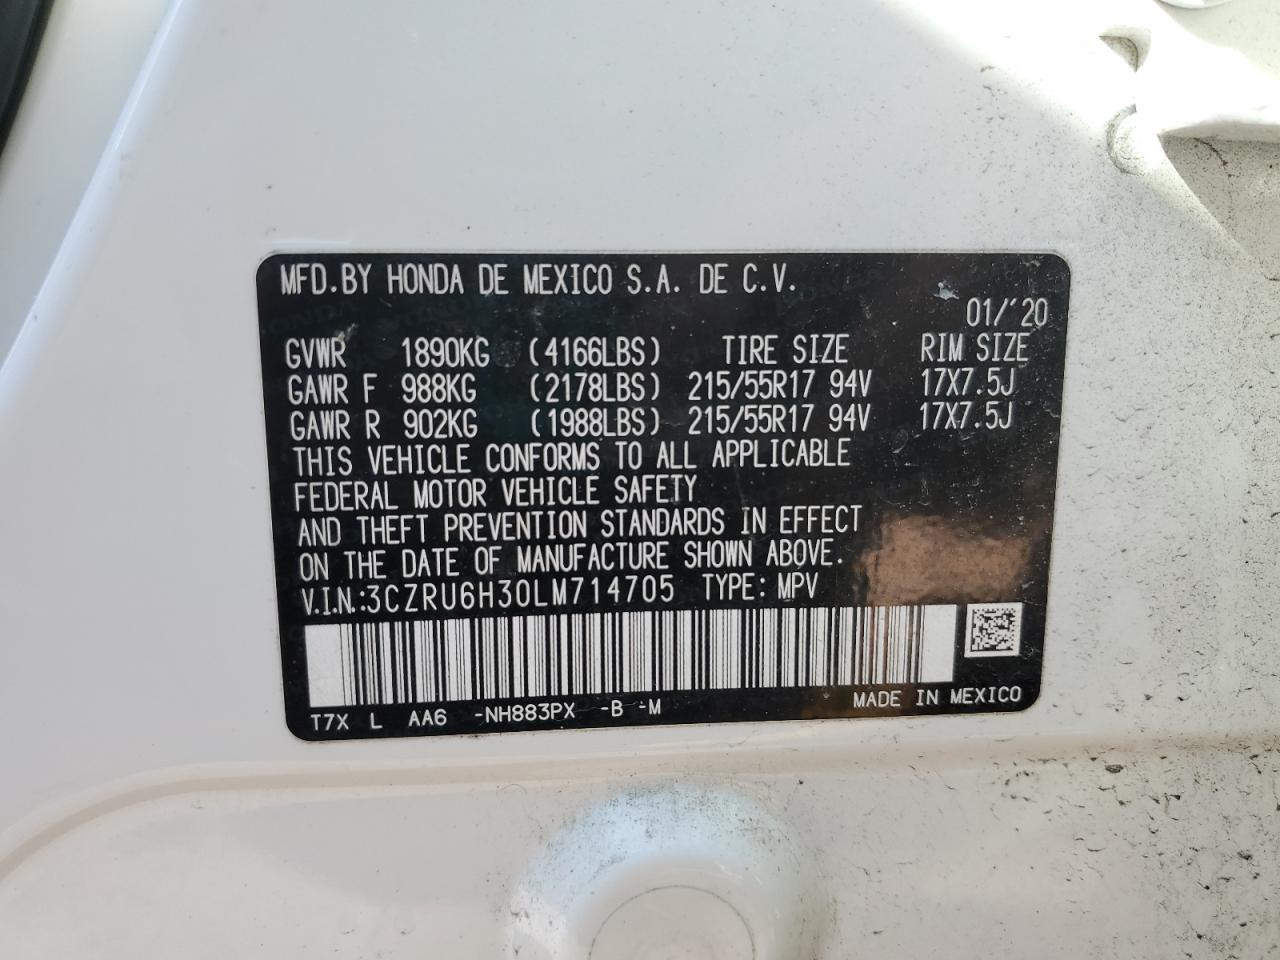 MFD.BY HONDA DE MEXICO S.A. DE C.V.
01/'20
GVWR 1890KG (4166LBS) TIRE SIZE RIM SIZE
GAWR F 988KG (2178LBS) 215/55R17 94V 17X7.5J
GAWR R 902KG (1988LBS) 215/55R17 94V 17X7.5J
THIS VEHICLE CONFORMS TO ALL APPLICABLE
FEDERAL MOTOR VEHICLE SAFETY
AND THEFT PREVENTION STANDARDS IN EFFECT
ON THE DATE OF MANUFACTURE SHOWN ABOVE.
V.I.N.:3CZRU6H30LM714705 TYPE: MPV
T7X L AA6 -NH883PX -B -M MADE IN MEXICO